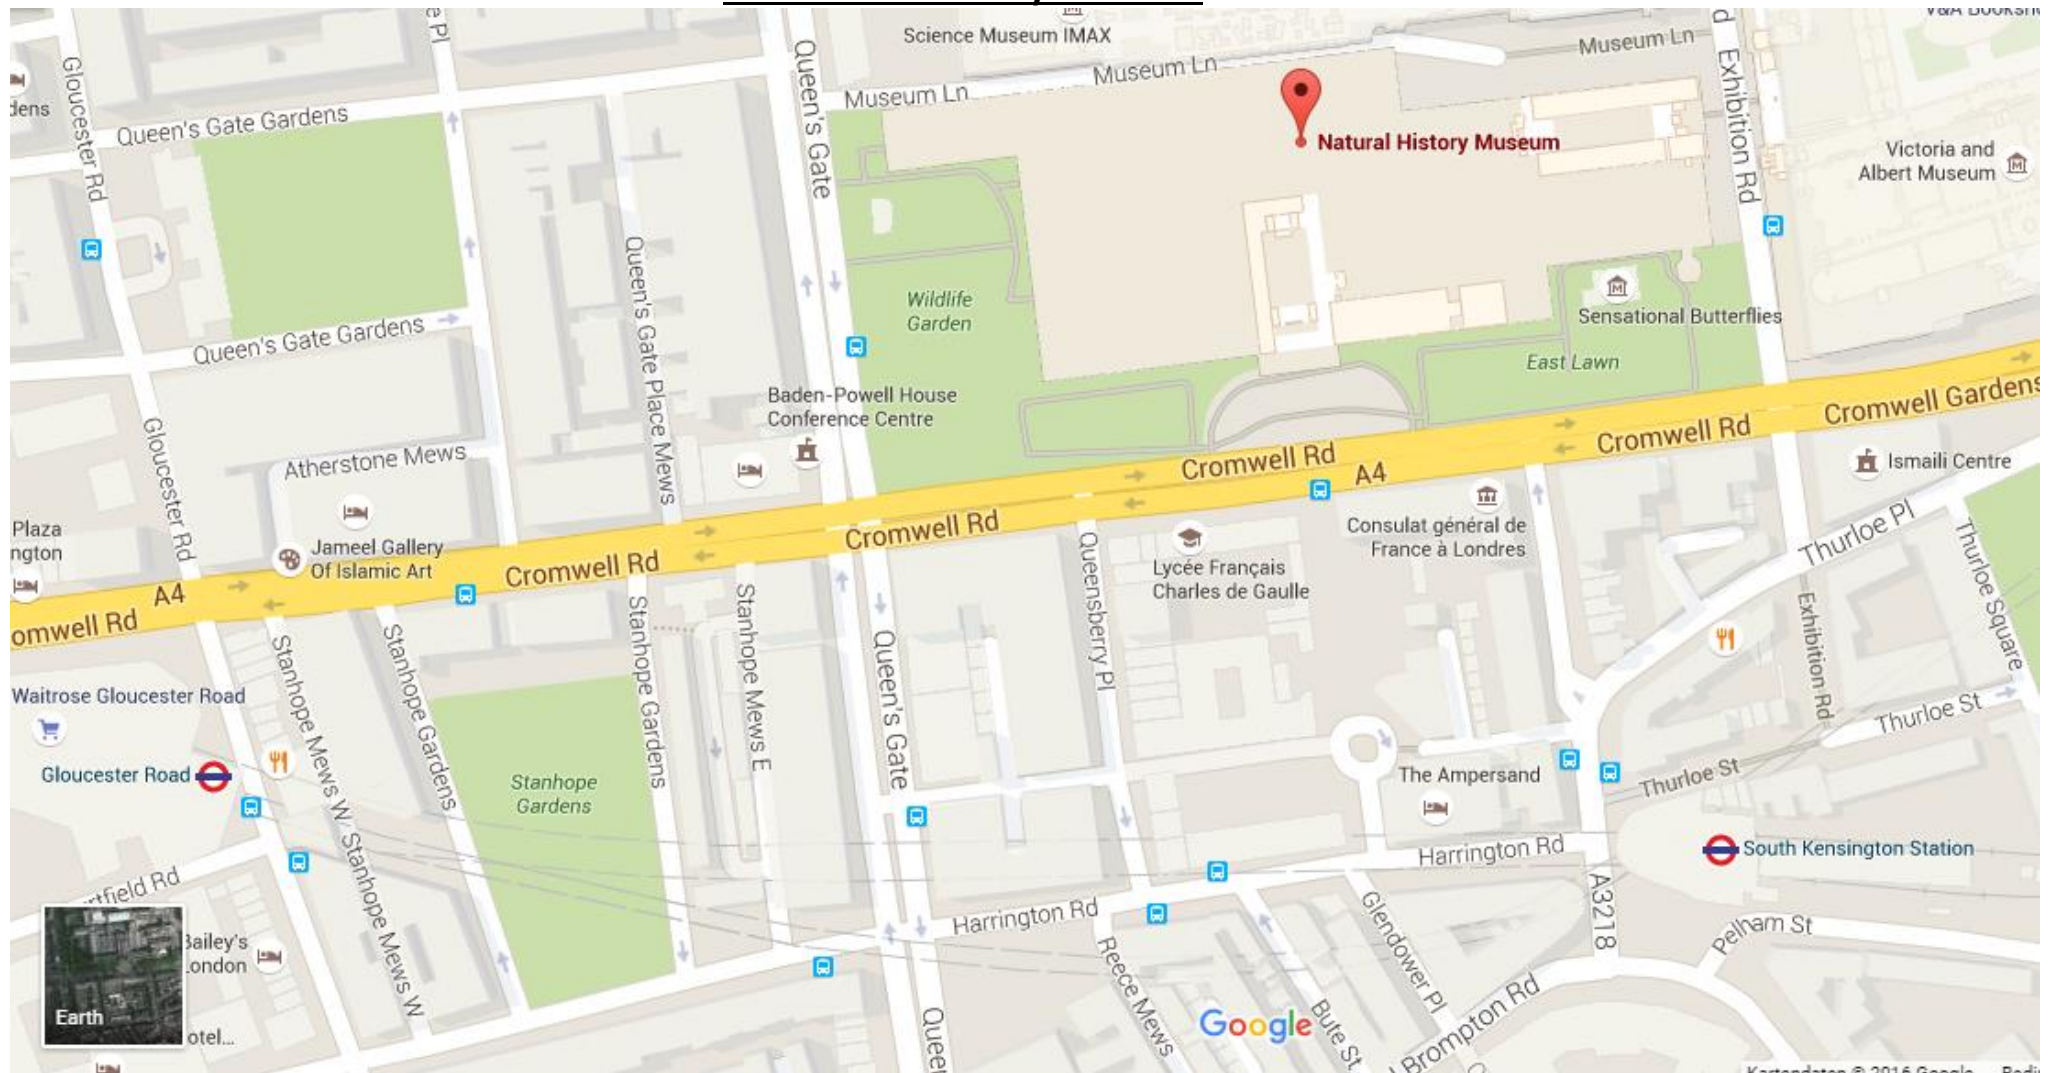 Science Museum IMAX
Museum Ln
Museum Ln
Museum Ln
Exhibition Rd
Gloucester Rd
Queen's Gate Gardens
Queen's Gate
Natural History Museum
Victoria and
Albert Museum
Queen's Gate Place Mews
Wildlife
Garden
Sensational Butterflies
East Lawn
Queen's Gate Gardens
Baden-Powell House
Conference Centre
Cromwell Gardens
Cromwell Rd
Cromwell Rd
A4
Ismaili Centre
Gloucester Rd
Atherstone Mews
Plaza
Jameel Gallery
Of Islamic Art
Cromwell Rd
Cromwell Rd
A4
Consulat général de
France à Londres
Lycée Français
Charles de Gaulle
Thurloe Pl
Thurloe Square
Exhibition Rd
Queensberry Pl
Stanhope Mews W
Stanhope Gardens
Stanhope Gardens
Stanhope Mews E
Queen's Gate
Waitrose Gloucester Road
Gloucester Road
Stanhope
Gardens
Thurloe St
Thurloe St
The Ampersand
Harrington Rd
South Kensington Station
Stanhope Mews W
Harrington Rd
A3218
Pelham St
Glendower Pl
Reece Mews
Bute St
Brompton Rd
Earth
Google